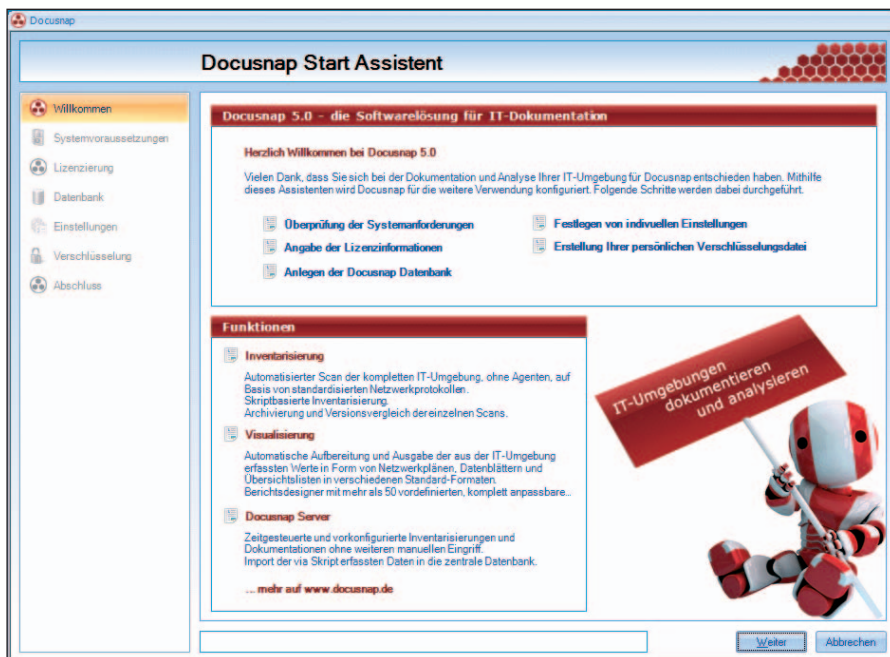 Docusnap
Docusnap Start Assistent
Willkommen
Systemvoraussetzungen
Lizenzierung
Datenbank
Einstellungen
Verschlüsselung
Abschluss
Docusnap 5.0 - die Softwarelösung für IT-Dokumentation
Herzlich Willkommen bei Docusnap 5.0
Vielen Dank, dass Sie sich bei der Dokumentation und Analyse Ihrer IT-Umgebung für Docusnap entschieden haben. Mithilfe
dieses Assistenten wird Docusnap für die weitere Verwendung konfiguriert. Folgende Schritte werden dabei durchgeführt.
Überprüfung der Systemanforderungen
Angabe der Lizenzinformationen
Anlegen der Docusnap Datenbank
Festlegen von indivuellen Einstellungen
Erstellung Ihrer persönlichen Verschlüsselungsdatei
Funktionen
Inventarisierung
Automatisierter Scan der kompletten IT-Umgebung, ohne Agenten, auf
Basis von standardisierten Netzwerkprotokollen.
Skriptbasierte Inventarisierung.
Archivierung und Versionsvergleich der einzelnen Scans.
Visualisierung
Automatische Aufbereitung und Ausgabe der aus der IT-Umgebung
erfassten Werte in Form von Netzwerkplänen, Datenblättern und
Übersichtslisten in verschiedenen Standard-Formaten.
Berichtsdesigner mit mehr als 50 vordefinierten, komplett anpassbare...
Docusnap Server
Zeitgesteuerte und vorkonfigurierte Inventarisierungen und
Dokumentationen ohne weiteren manuellen Eingriff.
Import der via Skript erfassten Daten in die zentrale Datenbank.
... mehr auf www.docusnap.de
IT-Umgebungen
dokumentieren
und analysieren
Weiter
Abbrechen